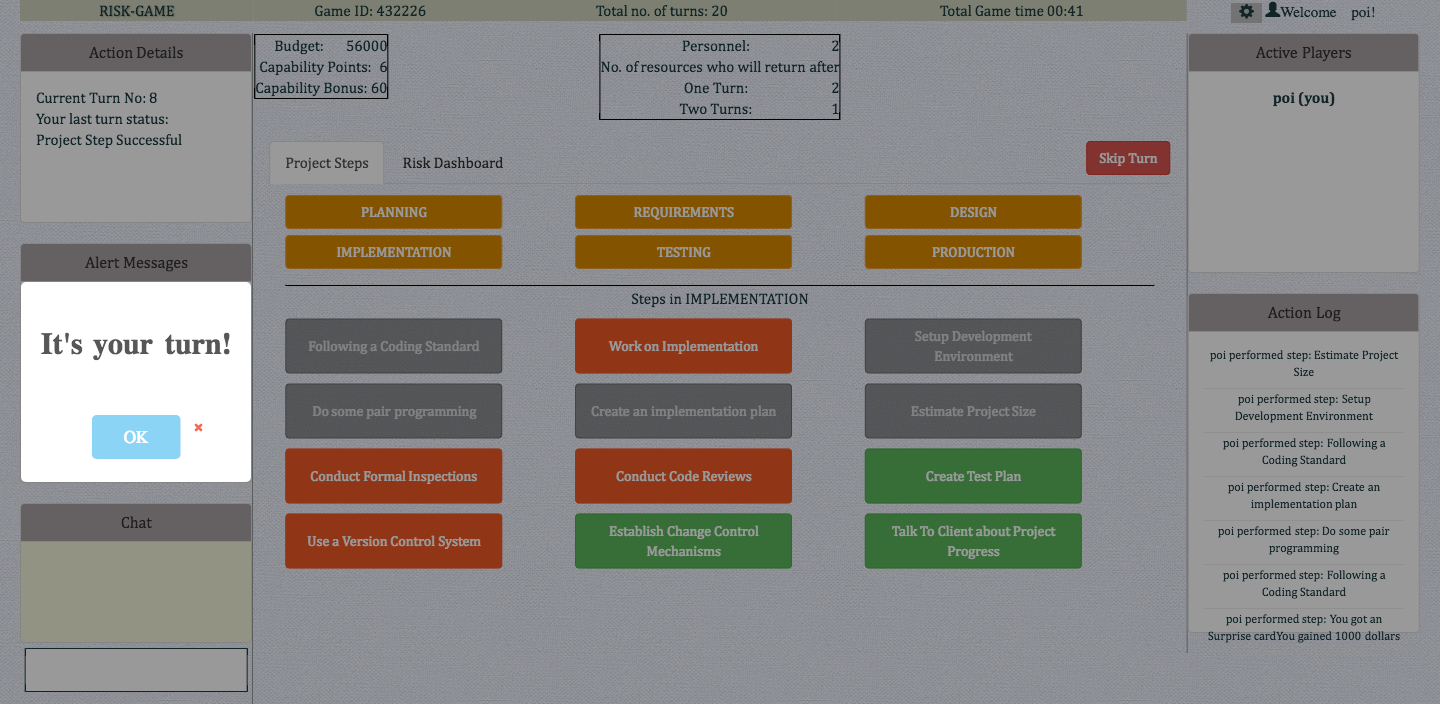 RISK-GAME
Game ID: 432226
Total no. of turns: 20
Total Game time 00:41
Welcome poi!
Action Details
Current Turn No: 8
Your last turn status:
Project Step Successful
Budget: 56000
Capability Points: 6
Capability Bonus: 60
Personnel: 2
No. of resources who will return after
One Turn: 2
Two Turns: 1
Active Players
poi (you)
Project Steps
Risk Dashboard
Skip Turn
PLANNING
REQUIREMENTS
DESIGN
IMPLEMENTATION
TESTING
PRODUCTION
Steps in IMPLEMENTATION
Following a Coding Standard
Work on Implementation
Setup Development
Environment
Do some pair programming
Create an implementation plan
Estimate Project Size
Conduct Formal Inspections
Conduct Code Reviews
Create Test Plan
Use a Version Control System
Establish Change Control
Mechanisms
Talk To Client about Project
Progress
Alert Messages
It's your turn!
OK
Chat
Action Log
poi performed step: Estimate Project
Size
poi performed step: Setup
Development Environment
poi performed step: Following a
Coding Standard
poi performed step: Create an
implementation plan
poi performed step: Do some pair
programming
poi performed step: Following a
Coding Standard
poi performed step: You got an
Surprise cardYou gained 1000 dollars